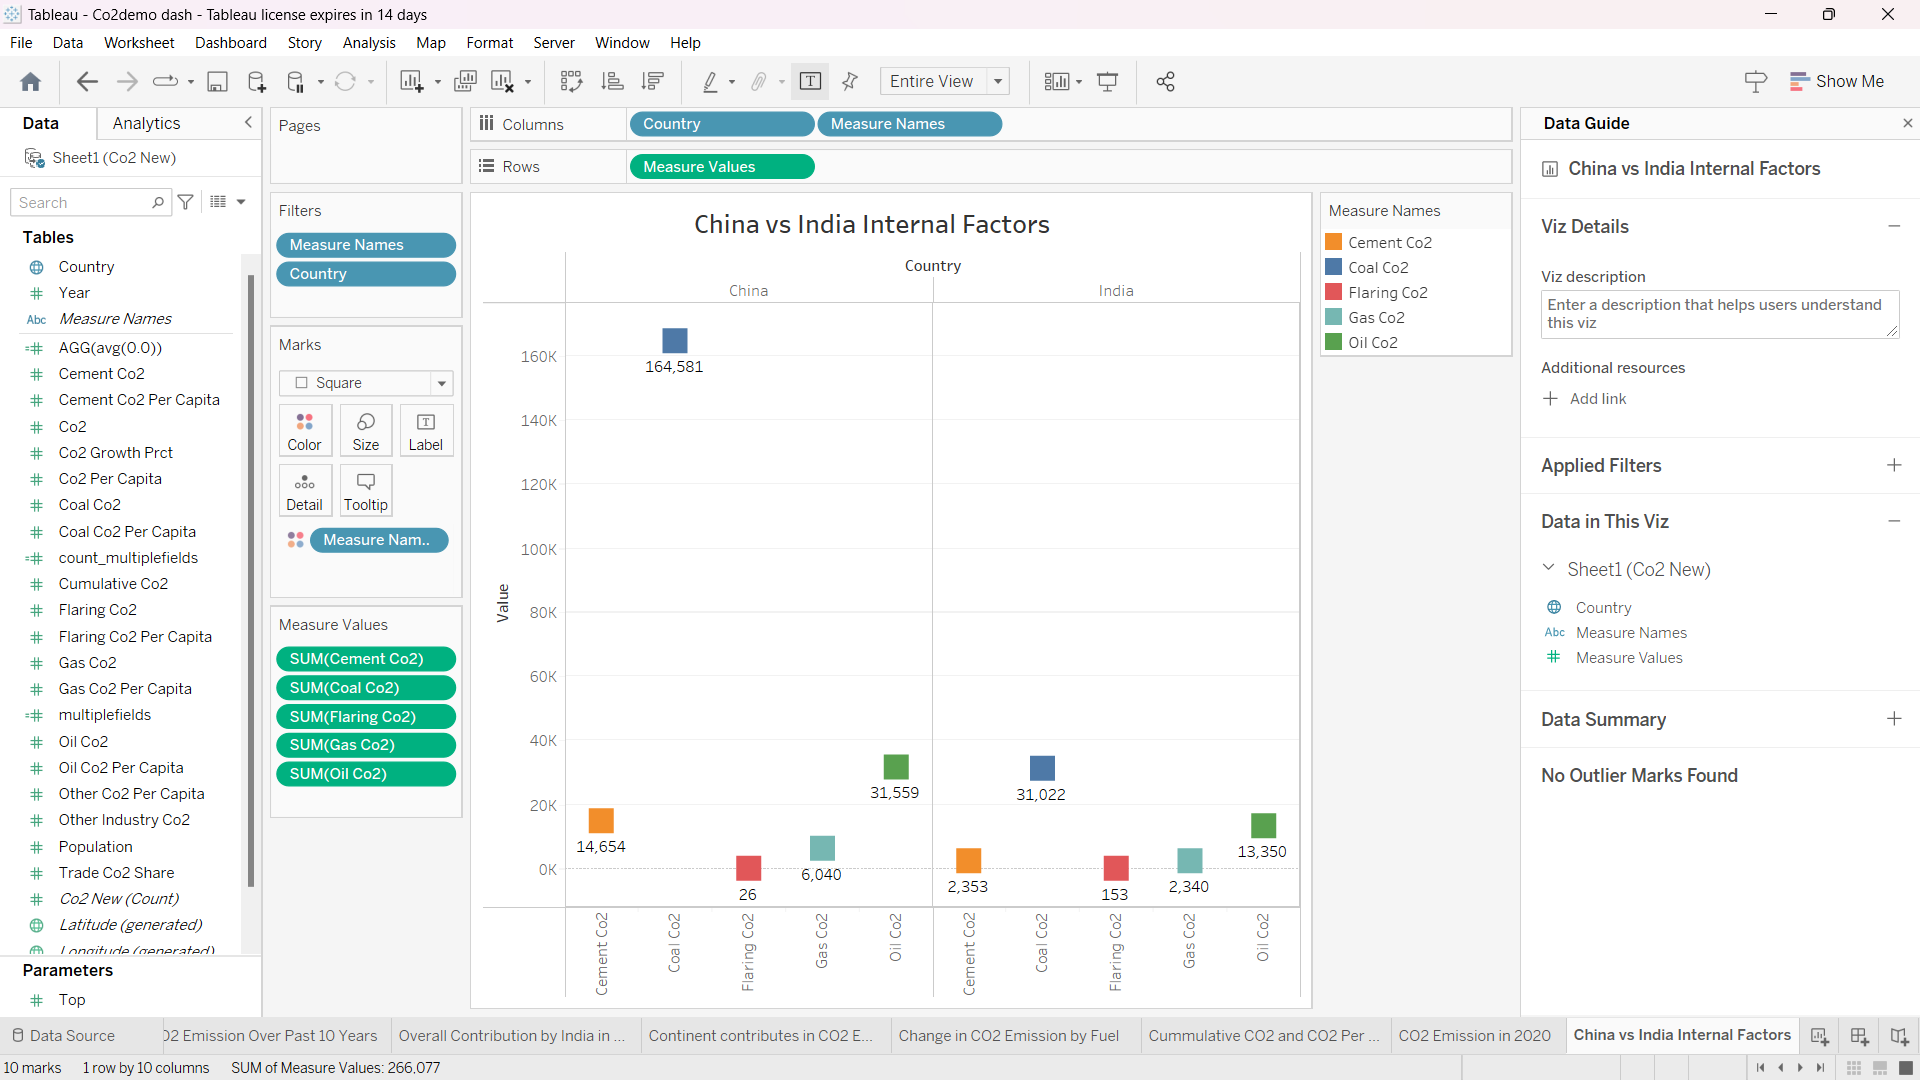 Tableau - Co2demo dash - Tableau license expires in 14 days
File Data Worksheet Dashboard Story Analysis Map Format Server Window Help
Entire View
Show Me
Data
Analytics
Sheet1 (Co2 New)
Search
Tables
Country
Year
Abc Measure Names
AGG(avg(0.0))
Cement Co2
Cement Co2 Per Capita
Co2
Co2 Growth Prct
Co2 Per Capita
Coal Co2
Coal Co2 Per Capita
count_multiplefields
Cumulative Co2
Flaring Co2
Flaring Co2 Per Capita
Gas Co2
Gas Co2 Per Capita
multiplefields
Oil Co2
Oil Co2 Per Capita
Other Co2 Per Capita
Other Industry Co2
Population
Trade Co2 Share
Co2 New (Count)
Latitude (generated)
Longitude (generated)
Parameters
Top
Pages
Filters
Measure Names
Country
Marks
Square
Color Size Label
Detail Tooltip
Measure Nam..
Measure Values
SUM(Cement Co2)
SUM(Coal Co2)
SUM(Flaring Co2)
SUM(Gas Co2)
SUM(Oil Co2)
Columns Country Measure Names
Rows Measure Values
China vs India Internal Factors
Country
China India
Value
160K
140K
120K
100K
80K
60K
40K
20K
0K
164,581
14,654
26
6,040
31,559
2,353
31,022
153
2,340
13,350
Cement Co2
Coal Co2
Flaring Co2
Gas Co2
Oil Co2
Cement Co2
Coal Co2
Flaring Co2
Gas Co2
Oil Co2
Measure Names
Cement Co2
Coal Co2
Flaring Co2
Gas Co2
Oil Co2
Data Guide
China vs India Internal Factors
Viz Details
Viz description
Enter a description that helps users understand
this viz
Additional resources
Add link
Applied Filters
Data in This Viz
Sheet1 (Co2 New)
Country
Abc Measure Names
Measure Values
Data Summary
No Outlier Marks Found
Data Source
O2 Emission Over Past 10 Years
Overall Contribution by India in ...
Continent contributes in CO2 E...
Change in CO2 Emission by Fuel
Cummulative CO2 and CO2 Per ...
CO2 Emission in 2020
China vs India Internal Factors
10 marks 1 row by 10 columns SUM of Measure Values: 266,077